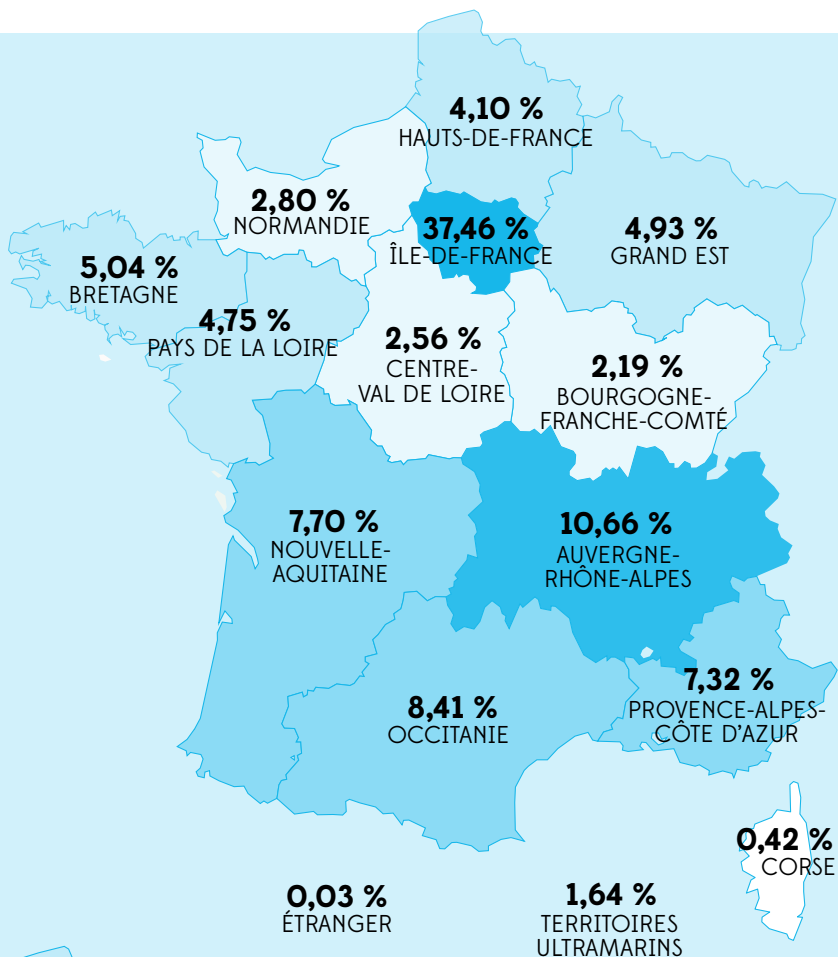 4,10 %
HAUTS-DE-FRANCE
2,80 %
NORMANDIE
37,46 %
ÎLE-DE-FRANCE
4,93 %
GRAND EST
5,04 %
BRETAGNE
4,75 %
PAYS DE LA LOIRE
2,56 %
CENTRE-
VAL DE LOIRE
2,19 %
BOURGOGNE-
FRANCHE-COMTÉ
7,70 %
NOUVELLE-
AQUITAINE
10,66 %
AUVERGNE-
RHÔNE-ALPES
8,41 %
OCCITANIE
7,32 %
PROVENCE-ALPES-
CÔTE D'AZUR
0,42 %
CORSE
0,03 %
ÉTRANGER
1,64 %
TERRITOIRES
ULTRAMARINS